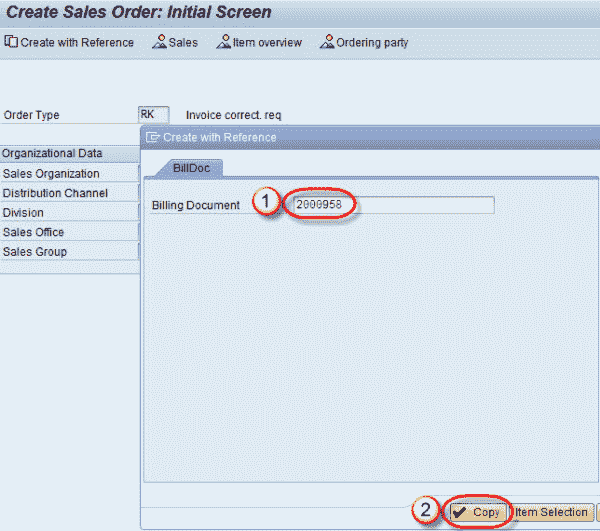 Create Sales Order: Initial Screen
Create with Reference Sales Item overview Ordering party
Order Type RK Invoice correct. req
Create with Reference
Organizational Data
BillDoc
Sales Organization
Distribution Channel
Billing Document 1 2000958
Division
Sales Office
Sales Group
2 Copy Item Selection